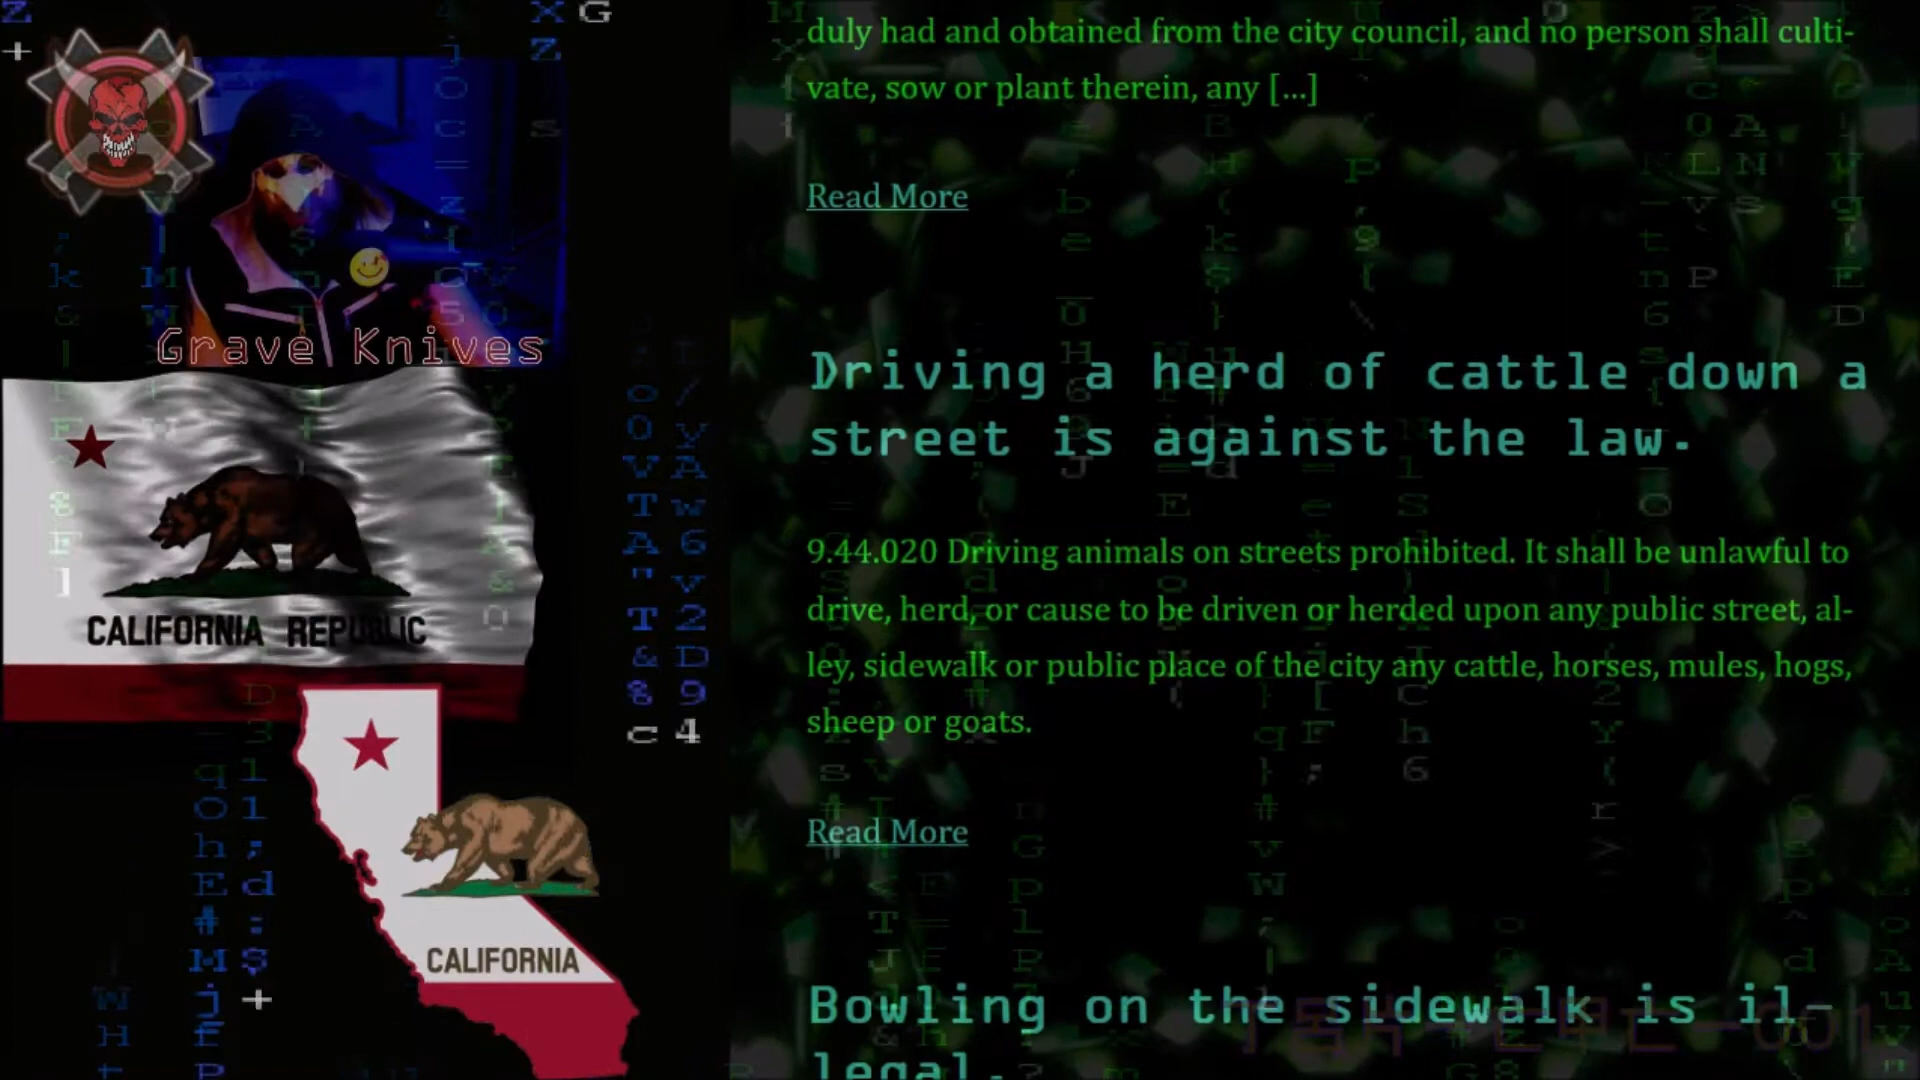 Grave Knives
CALIFORNIA REPUBLIC
CALIFORNIA
duly had and obtained from the city council, and no person shall culti-
vate, sow or plant therein, any [...]
Read More
Driving a herd of cattle down a
street is against the law.
9.44.020 Driving animals on streets prohibited. It shall be unlawful to
drive, herd, or cause to be driven or herded upon any public street, al-
ley, sidewalk or public place of the city any cattle, horses, mules, hogs,
sheep or goats.
Read More
Bowling on the sidewalk is il-
legal.